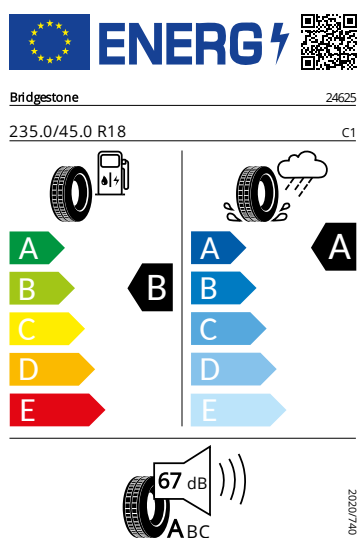 ENERG
Bridgestone 24625
235.0/45.0 R18 C1
A A
B B
C C
D D
E E
B
A
67 dB
ABC
2020/740